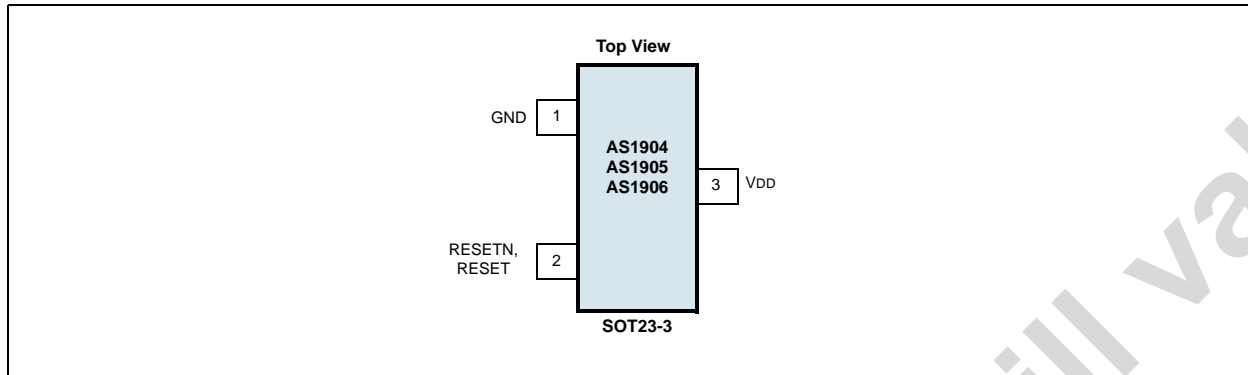 Top View
GND
1
AS1904
AS1905
AS1906
3
VDD
RESETN,
RESET
2
SOT23-3